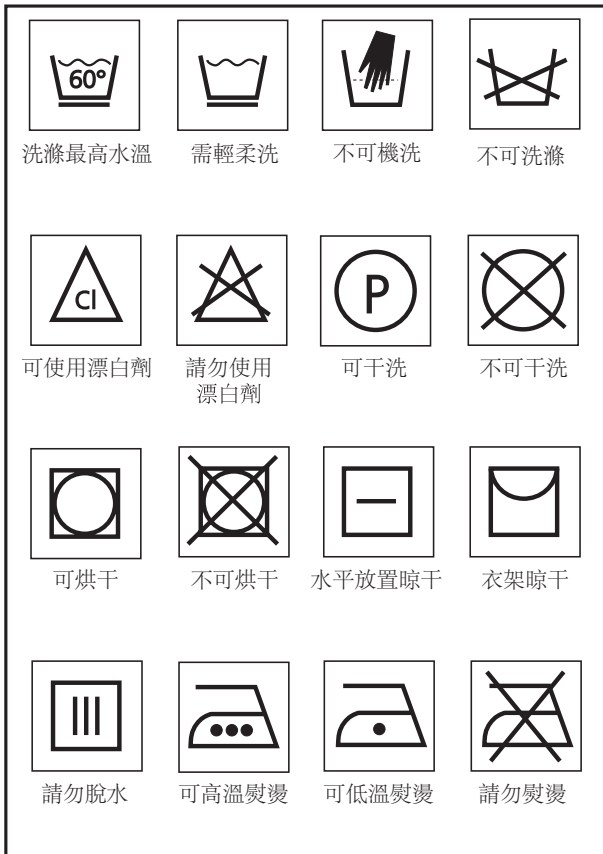 60°
洗滌最高水溫
需輕柔洗
不可機洗
不可洗滌
Cl
P
可使用漂白劑
請勿使用
漂白劑
可干洗
不可干洗
可烘干
不可烘干
水平放置晾干
衣架晾干
請勿脫水
可高溫熨燙
可低溫熨燙
請勿熨燙